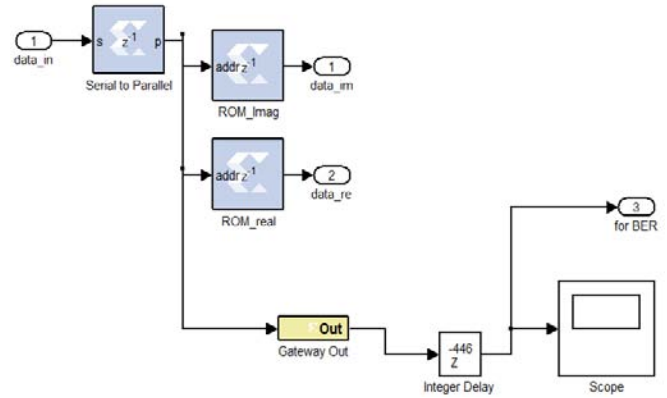 1
data_in
s
z-1
p
Serial to Parallel
addr
z-1
ROM_Imag
1
data_im
addr
z-1
ROM_real
2
data_re
3
for BER
Out
Gateway Out
-446
Z
Integer Delay
Scope